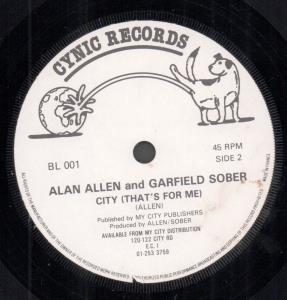 CYNIC RECORDS
BL 001
45 RPM
SIDE 2
ALAN ALLEN and GARFIELD SOBER
CITY (THAT'S FOR ME)
(ALLEN)
Published by MY CITY PUBLISHERS
Produced by ALLEN/SOBER
AVAILABLE FROM MY CITY DISTRIBUTION
120-122 CITY RD
E.C.1
01-253 3756